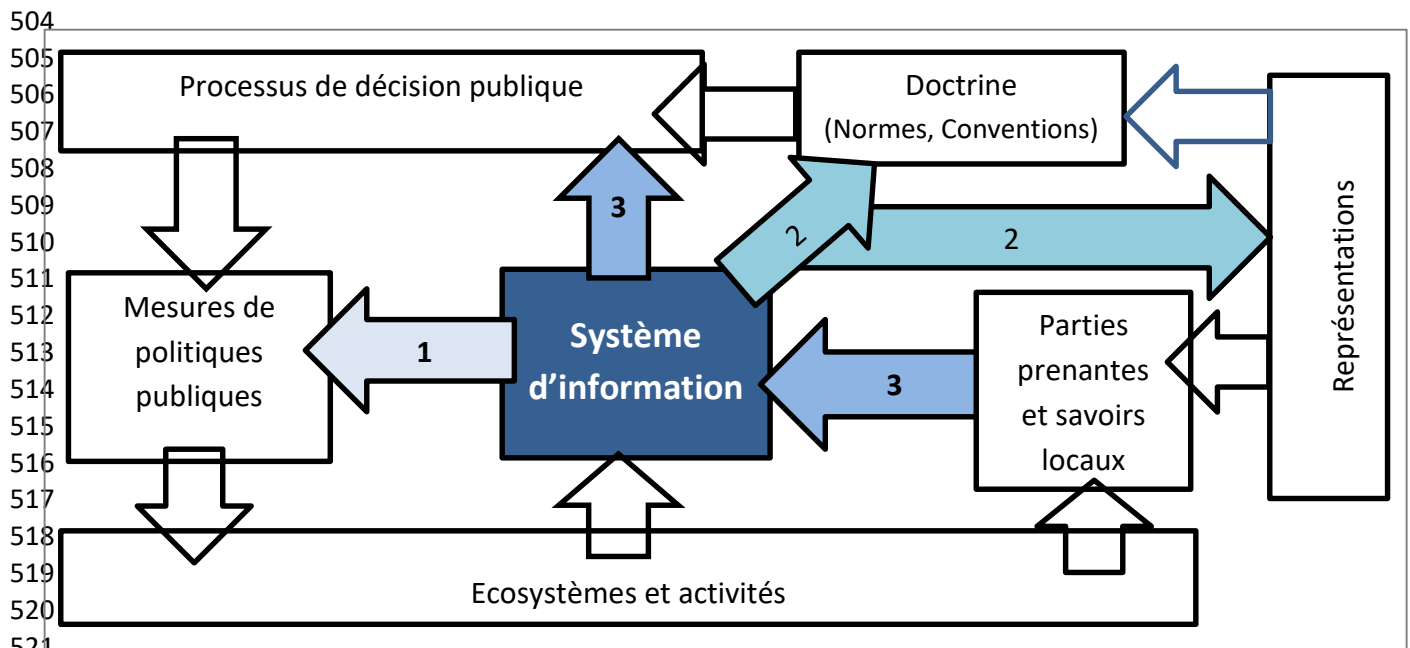 504
505
506
507
508
509
510
511
512
513
514
515
516
517
518
519
520
521
Processus de décision publique
Doctrine
(Normes, Conventions)
3
2
2
Représentations
Mesures de
politiques
publiques
1
Système
d’information
3
Parties
prenantes
et savoirs
locaux
Ecosystèmes et activités